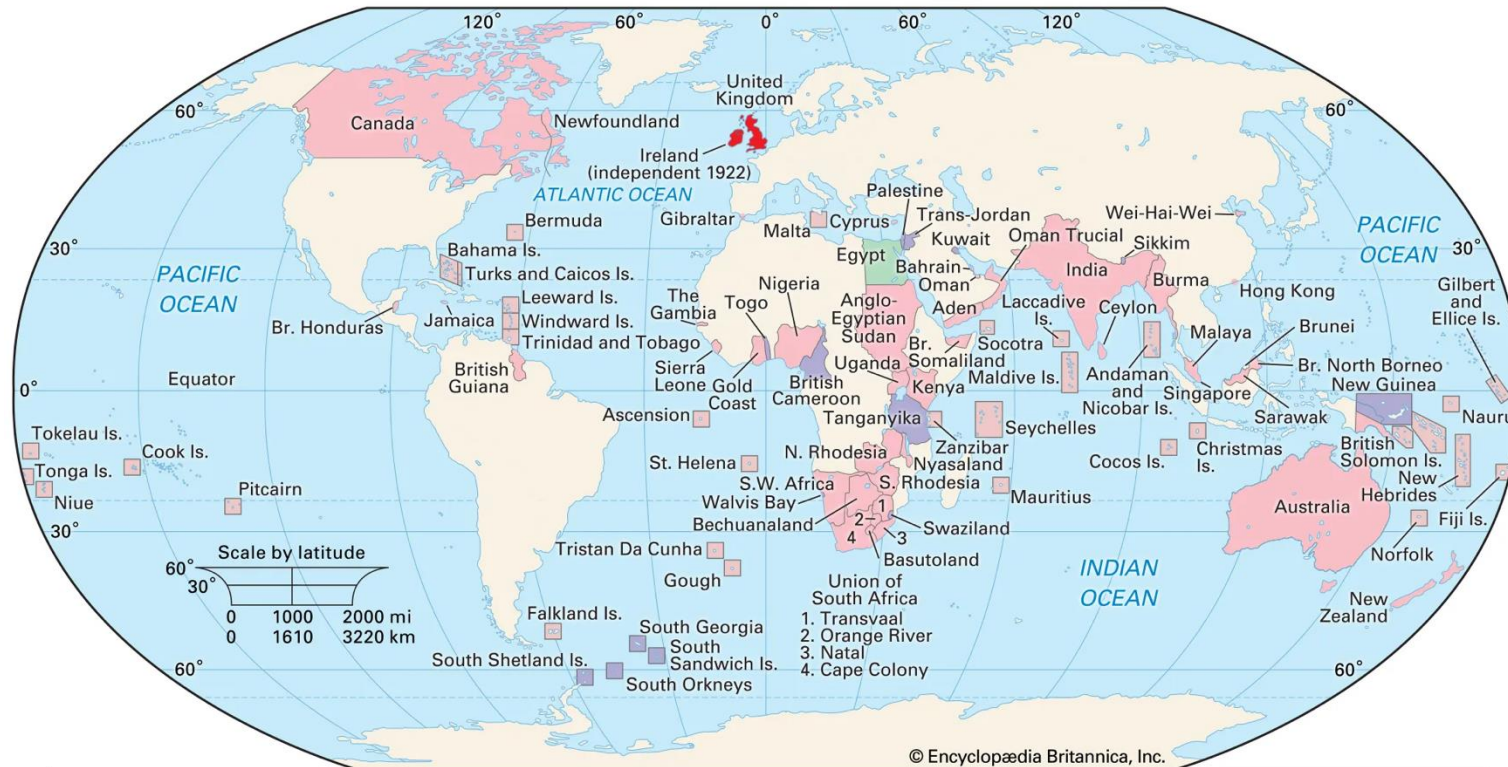 120°
60°
0°
60°
120°
United
Kingdom
60°
60°
Canada
Newfoundland
Ireland
(independent 1922)
ATLANTIC OCEAN
Palestine
Bermuda
Gibraltar
Malta
Cyprus
Trans-Jordan
Wei-Hai-Wei
PACIFIC
OCEAN
30°
30°
Bahama Is.
Egypt
Kuwait
Oman Trucial
Sikkim
PACIFIC
OCEAN
Turks and Caicos Is.
Bahrain-
Oman
India
Burma
Nigeria
Hong Kong
Gilbert
and
Ellice Is.
The
Gambia
Togo
Leeward Is.
Anglo-
Egyptian
Sudan
Aden
Laccadive
Is.
Ceylon
Br. Honduras
Jamaica
Windward Is.
Malaya
Brunei
Trinidad and Tobago
Br.
Somaliland
Socotra
British
Guiana
Sierra
Leone
Gold
Coast
British
Cameroon
Uganda
Kenya
Maldive Is.
Andaman
and
Nicobar Is.
Singapore
Br. North Borneo
New Guinea
Sarawak
Equator
0°
0°
Ascension
Tanganyika
Seychelles
Nauru
Tokelau Is.
Cook Is.
Zanzibar
Christmas
Is.
British
Solomon Is.
Tonga Is.
St. Helena
N. Rhodesia
Nyasaland
Cocos Is.
New
Hebrides
Niue
Pitcairn
S.W. Africa
S.
Rhodesia
Mauritius
Walvis Bay
Australia
Fiji Is.
Bechuanaland
1
2
Swaziland
30°
30°
4
3
Norfolk
Basutoland
Tristan Da Cunha
Gough
INDIAN
OCEAN
Scale by latitude
60°
30°
0 1000 2000 mi
0 1610 3220 km
Union of
South Africa
1. Transvaal
2. Orange River
3. Natal
4. Cape Colony
New
Zealand
Falkland Is.
South Georgia
South
Sandwich Is.
South Shetland Is.
South Orkneys
60°
60°
© Encyclopædia Britannica, Inc.